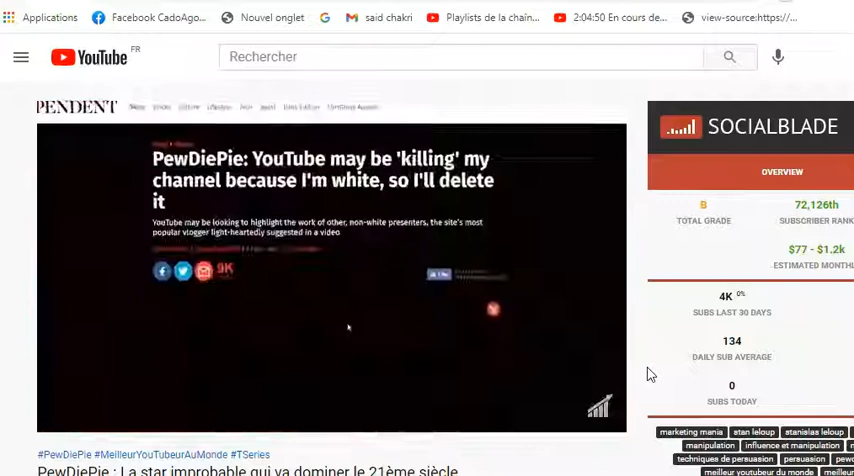 Applications Facebook CadoAgo... Nouvel onglet said chakri Playlists de la chaîn... 2:04:50 En cours de... view-source:https://...
YouTube FR Rechercher
PENDENT
SOCIALBLADE
OVERVIEW
PewDiePie: YouTube may be 'killing' my
channel because I'm white, so I'll delete
it
YouTube may be looking to highlight the work of other, non-white presenters, the site's most
popular vlogger light-heartedly suggested in a video
9K
B 72,126th
TOTAL GRADE SUBSCRIBER RANK
$77 - $1.2k
ESTIMATED MONTHL
4K 0%
SUBS LAST 30 DAYS
134
DAILY SUB AVERAGE
0
SUBS TODAY
marketing mania stan leloup stanislas leloup
manipulation influence et manipulation
techniques de persuasion persuasion pewd
meilleur youtubeur du monde meilleur
#PewDiePie #MeilleurYouTubeurAuMonde #TSeries
PewDiePie : La star improbable qui va dominer le 21ème siècle